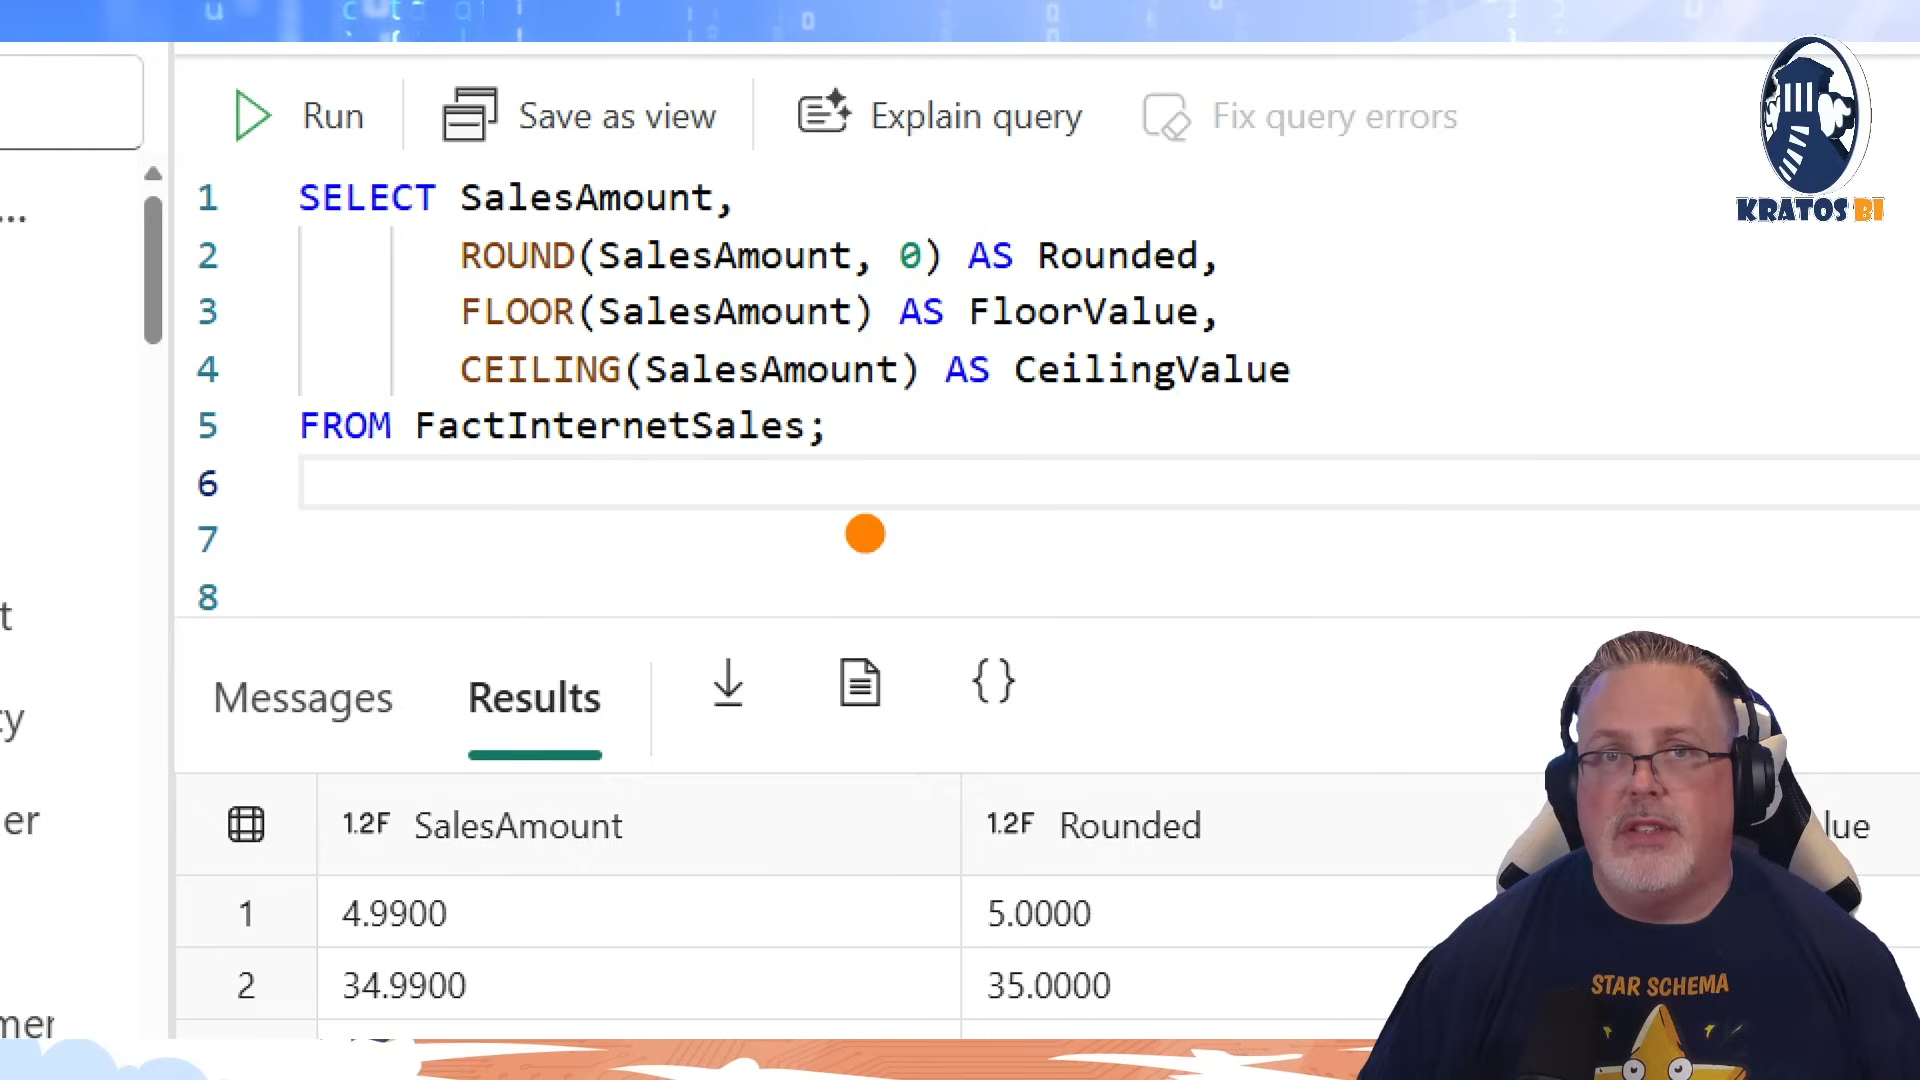 KRATOS BI
Run
Save as view
Explain query
Fix query errors
...
1 SELECT SalesAmount,
2 ROUND(SalesAmount, 0) AS Rounded,
3 FLOOR(SalesAmount) AS FloorValue,
4 CEILING(SalesAmount) AS CeilingValue
5 FROM FactInternetSales;
6
7
8
t
ty
er
mer
Messages
Results
{}
1.2F SalesAmount
1.2F Rounded
lue
1 4.9900 5.0000
2 34.9900 35.0000
STAR SCHEMA